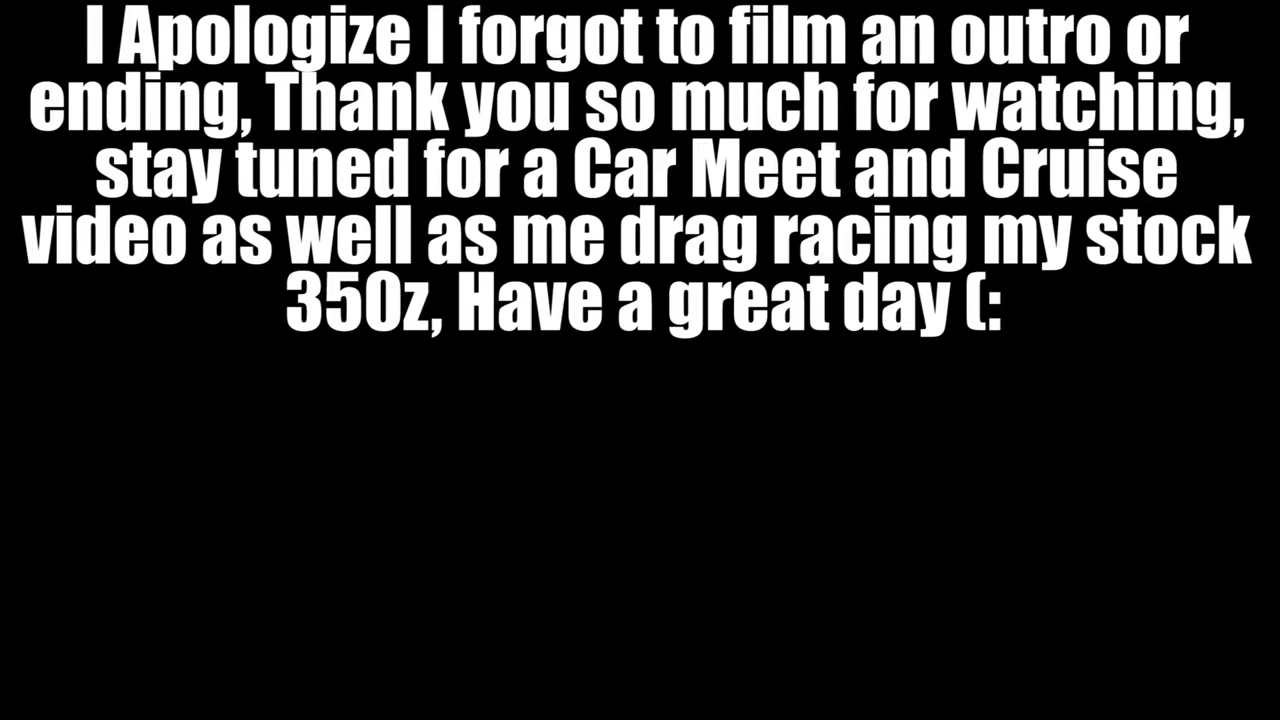 I Apologize I forgot to film an outro or
ending, Thank you so much for watching,
stay tuned for a Car Meet and Cruise
video as well as me drag racing my stock
350z, Have a great day (: